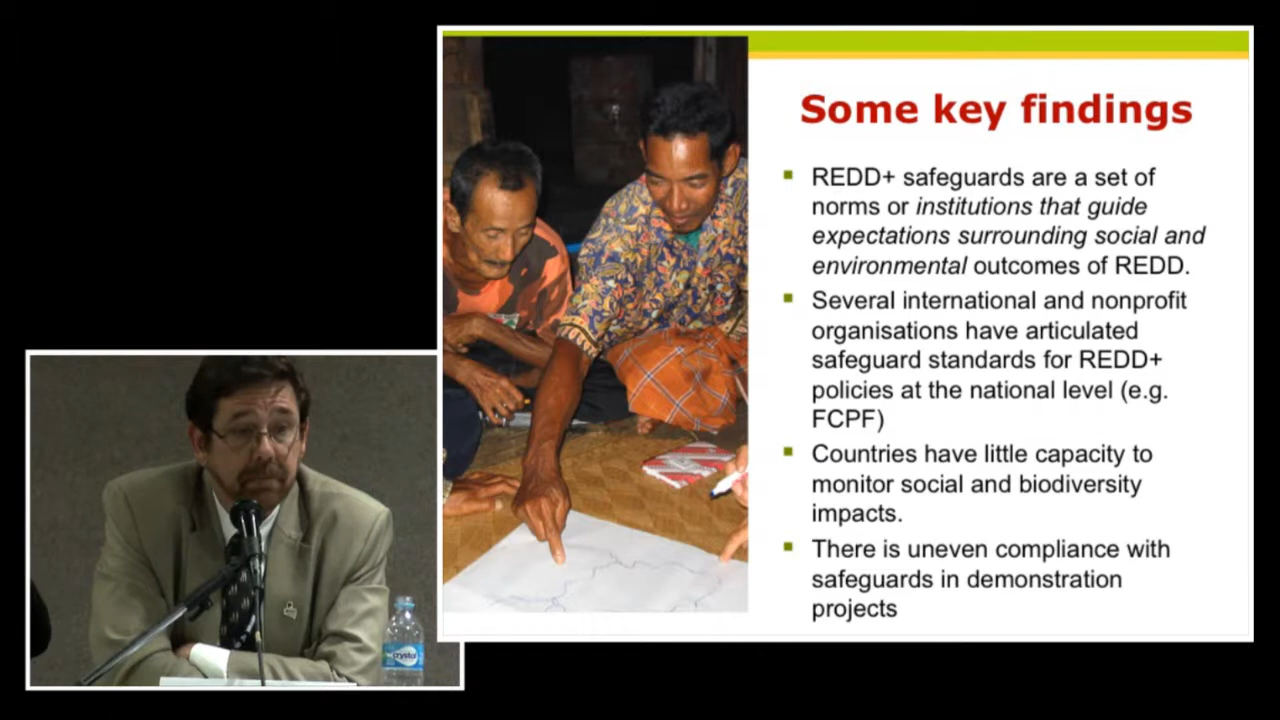 Some key findings
REDD+ safeguards are a set of
norms or institutions that guide
expectations surrounding social and
environmental outcomes of REDD.
Several international and nonprofit
organisations have articulated
safeguard standards for REDD+
policies at the national level (e.g.
FCPF)
Countries have little capacity to
monitor social and biodiversity
impacts.
There is uneven compliance with
safeguards in demonstration
projects
crystal